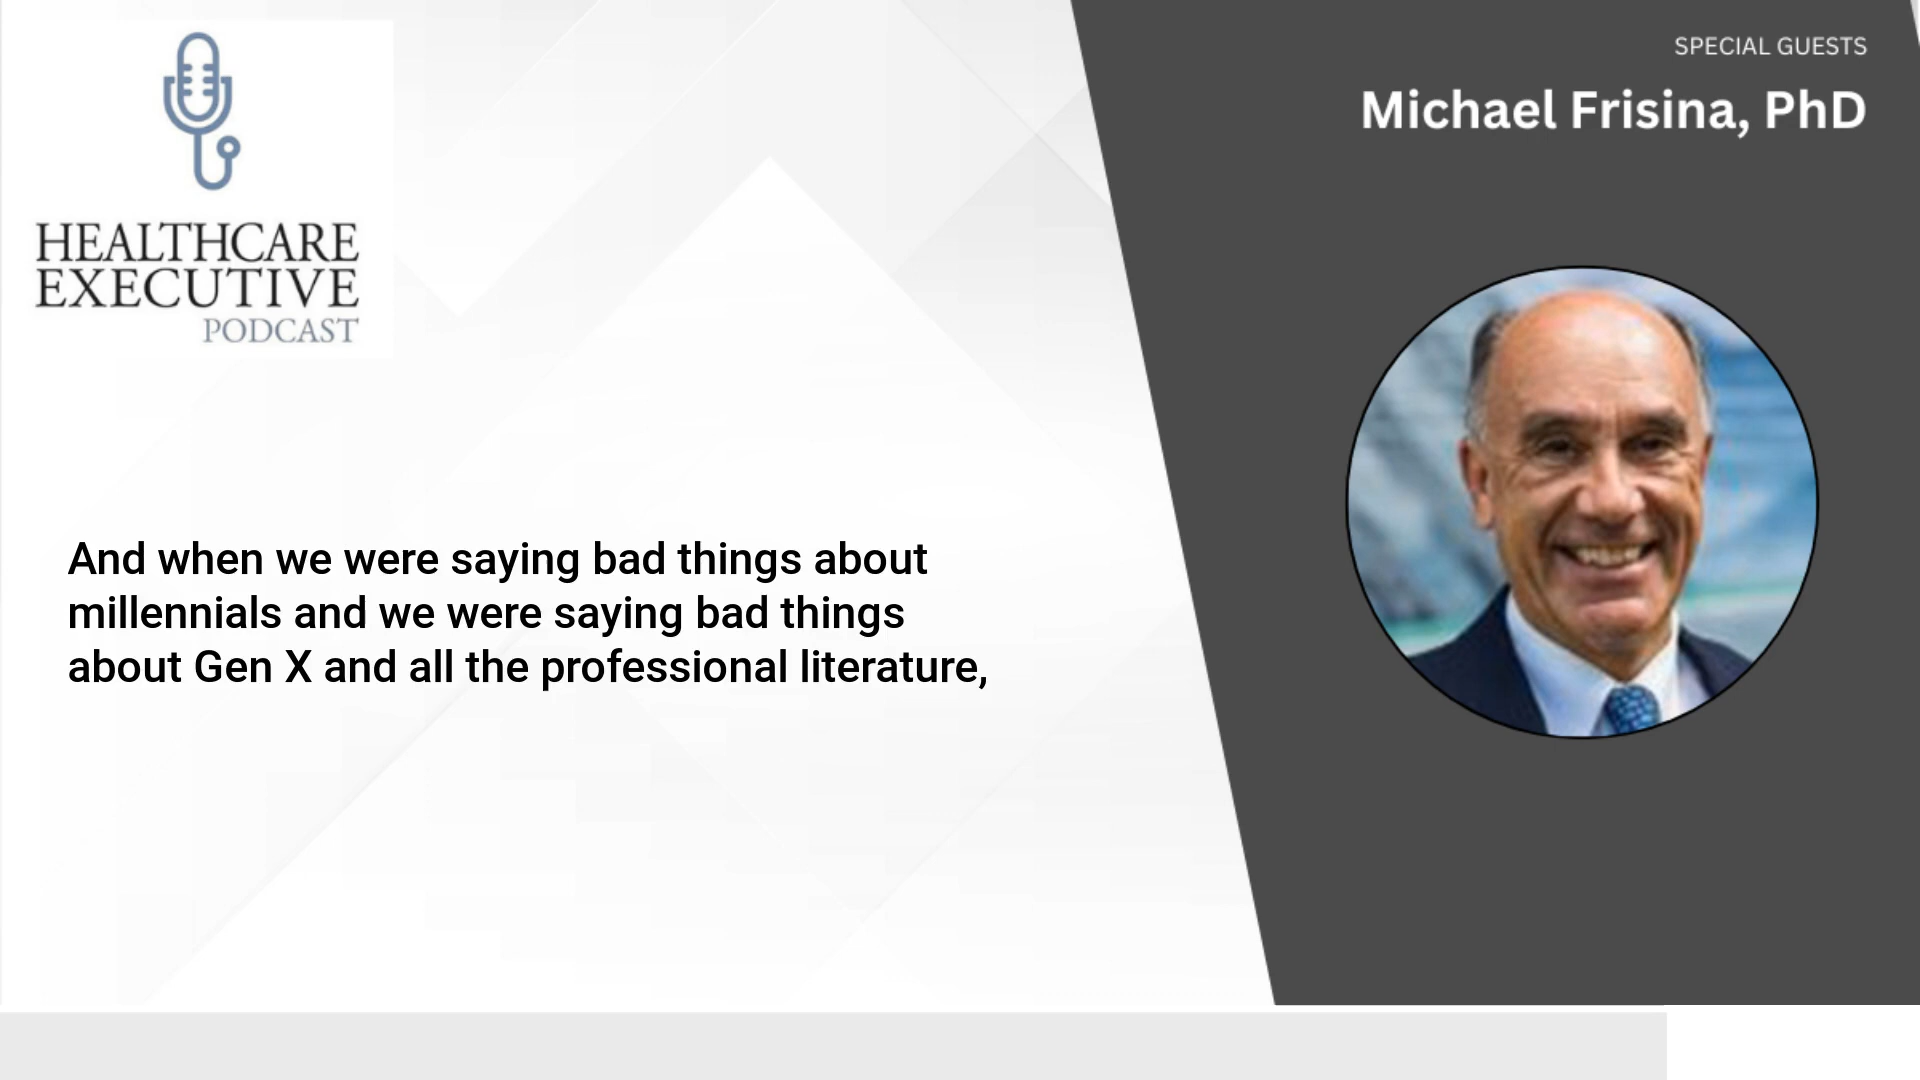 HEALTHCARE
EXECUTIVE
PODCAST
SPECIAL GUESTS
Michael Frisina, PhD
And when we were saying bad things about
millennials and we were saying bad things
about Gen X and all the professional literature,